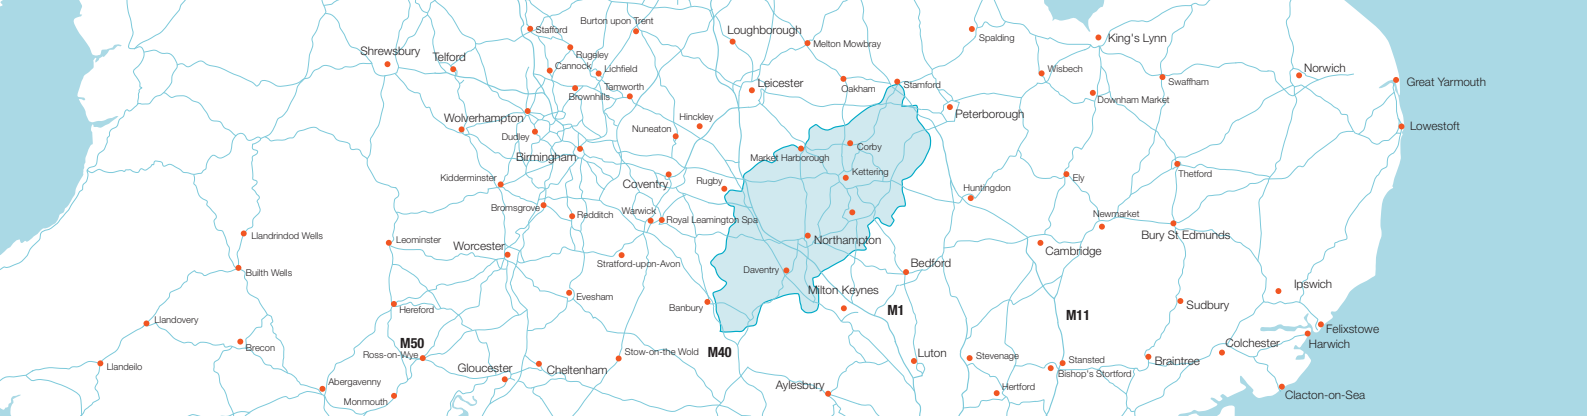 Burton upon Trent
Stafford
Loughborough
Spalding
King's Lynn
Melton Mowbray
Shrewsbury
Telford
Rugeley
Cannock
Lichfield
Wisbech
Norwich
Leicester
Oakham
Stamford
Swaffham
Great Yarmouth
Tamworth
Brownhills
Downham Market
Peterborough
Wolverhampton
Hinckley
Nuneaton
Lowestoft
Dudley
Birmingham
Market Harborough
Corby
Kidderminster
Coventry
Rugby
Kettering
Ely
Thetford
Huntingdon
Bromsgrove
Redditch
Warwick
Royal Leamington Spa
Newmarket
Llandrindod Wells
Leominster
Worcester
Northampton
Bury St Edmunds
Cambridge
Stratford-upon-Avon
Bedford
Builth Wells
Daventry
Milton Keynes
Ipswich
Evesham
Hereford
Banbury
M1
M11
Sudbury
Llandovery
Felixstowe
Brecon
M50
Ross-on-Wye
Stow-on-the Wold
M40
Luton
Stevenage
Stansted
Braintree
Colchester
Harwich
Llandeilo
Gloucester
Cheltenham
Bishop's Stortford
Abergavenny
Aylesbury
Hertford
Monmouth
Clacton-on-Sea